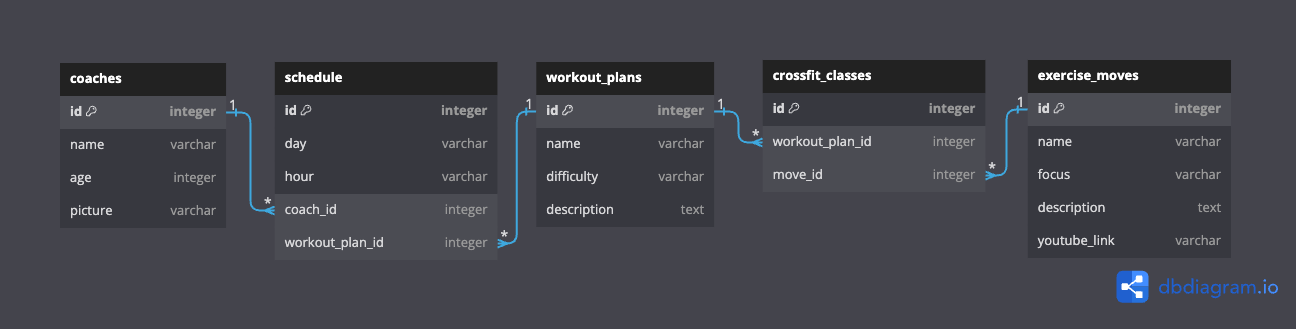 coaches
id integer
name varchar
age integer
picture varchar
1
*
schedule
id integer
day varchar
hour varchar
coach_id integer
workout_plan_id integer
1
*
workout_plans
id integer
name varchar
difficulty varchar
description text
1
*
crossfit_classes
id integer
workout_plan_id integer
move_id integer
1
*
exercise_moves
id integer
name varchar
focus varchar
description text
youtube_link varchar
dbdiagram.io